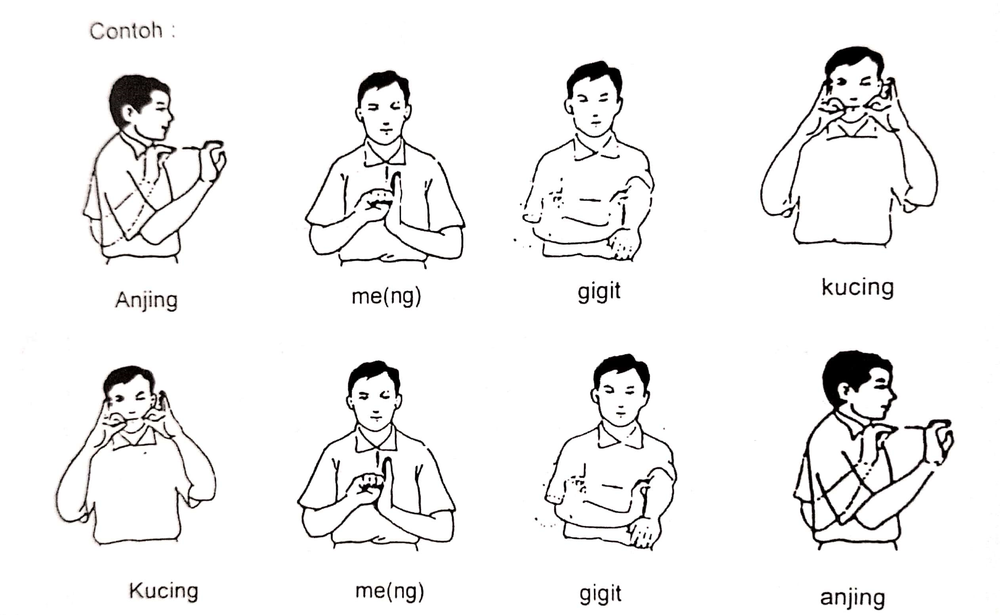 Contoh :
Anjing me(ng) gigit kucing
Kucing me(ng) gigit anjing